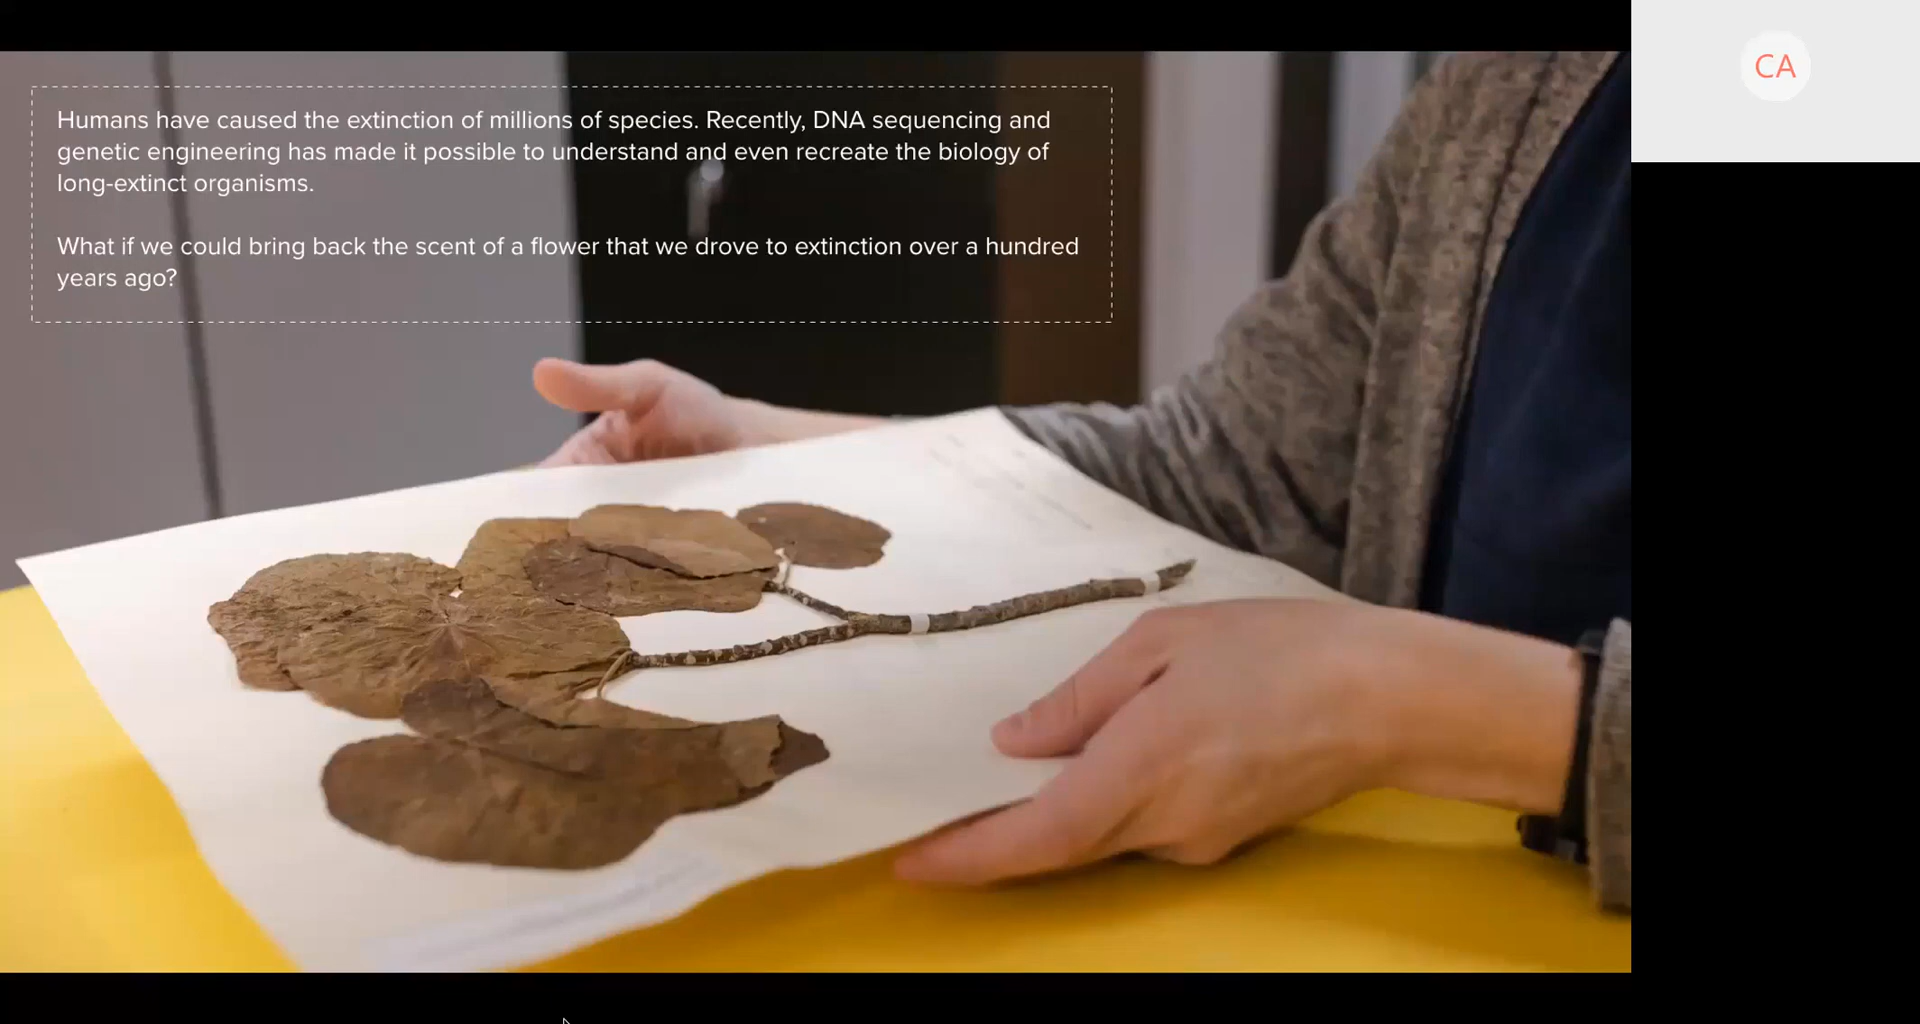 Humans have caused the extinction of millions of species. Recently, DNA sequencing and
genetic engineering has made it possible to understand and even recreate the biology of
long-extinct organisms.
What if we could bring back the scent of a flower that we drove to extinction over a hundred
years ago?
CA